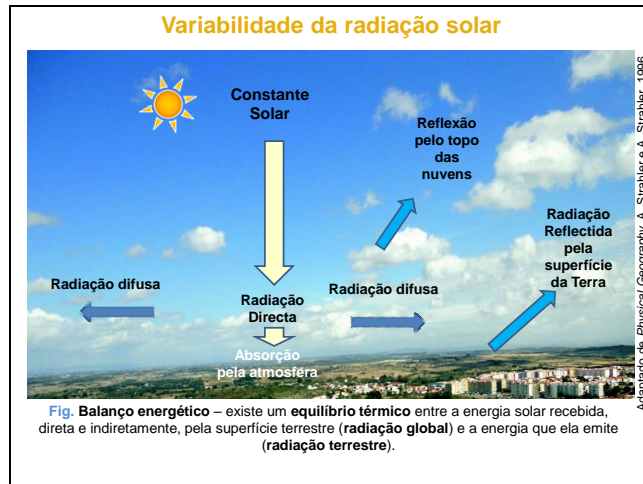 Variabilidade da radiação solar
Constante
Solar
Reflexão
pelo topo
das
nuvens
Radiação
Reflectida
pela
superfície
da Terra
Radiação difusa
Radiação
Directa
Radiação difusa
Absorção
pela atmosféra
Adaptado de Physical Geography, A. Strahler e A. Strahler, 1996
Fig. Balanço energético – existe um equilíbrio térmico entre a energia solar recebida,
direta e indiretamente, pela superfície terrestre (radiação global) e a energia que ela emite
(radiação terrestre).